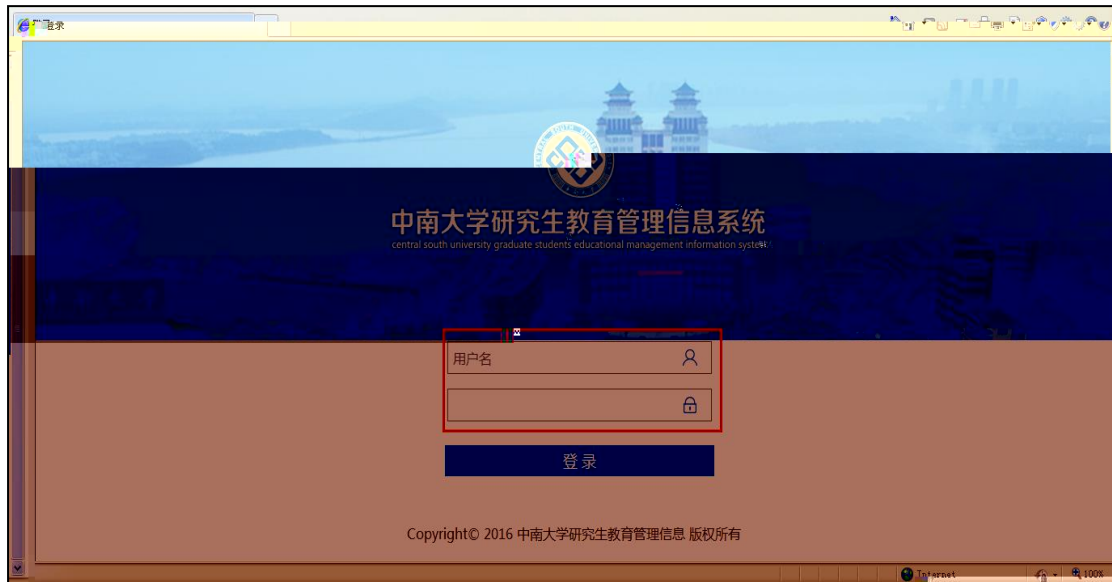 登录
中南大学研究生教育管理信息系统
central south university graduate students educational management information system
用户名
登录
Copyright© 2016 中南大学研究生教育管理信息 版权所有
Internet
100%